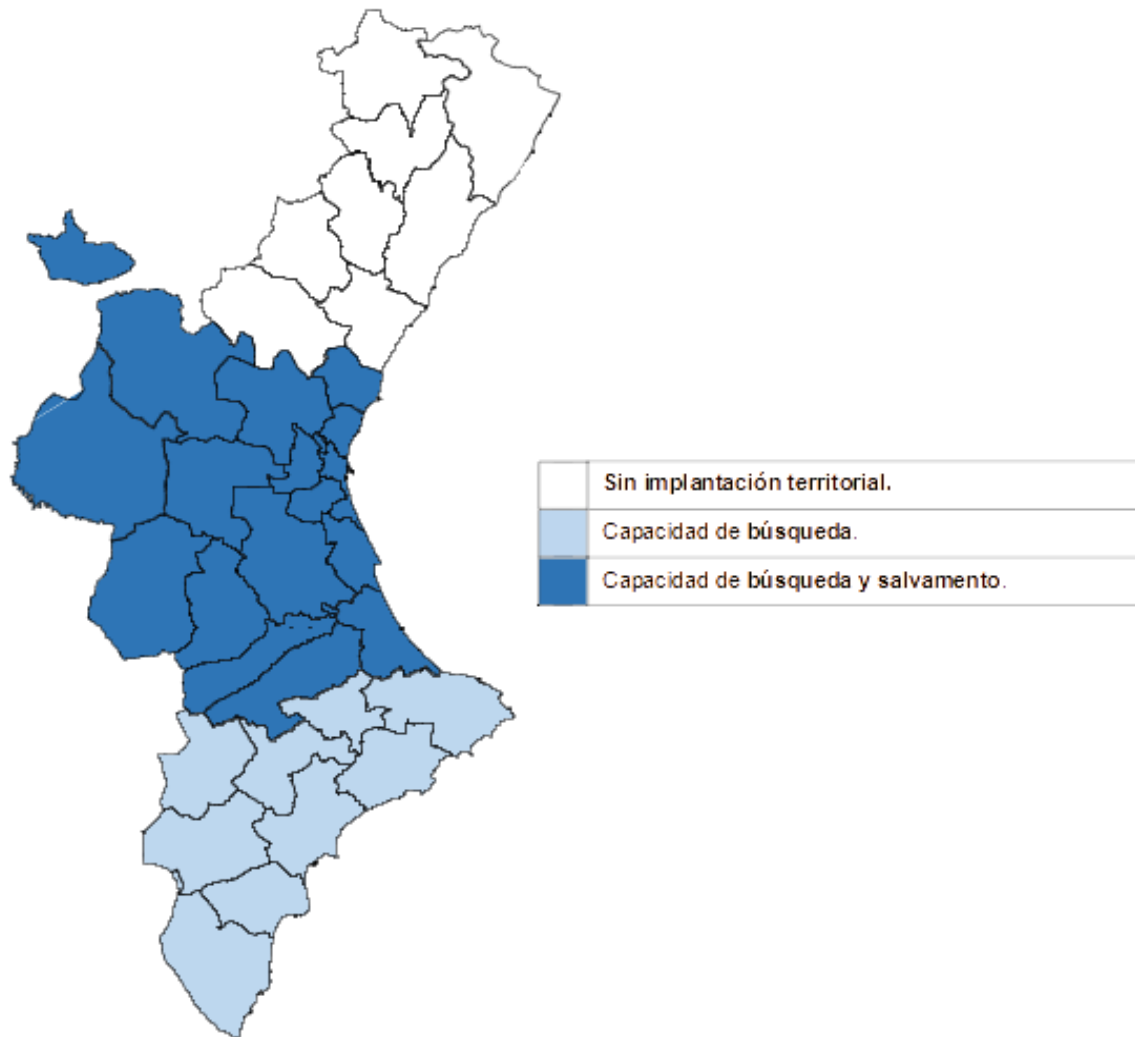 Sin implantación territorial.
Capacidad de búsqueda.
Capacidad de búsqueda y salvamento.